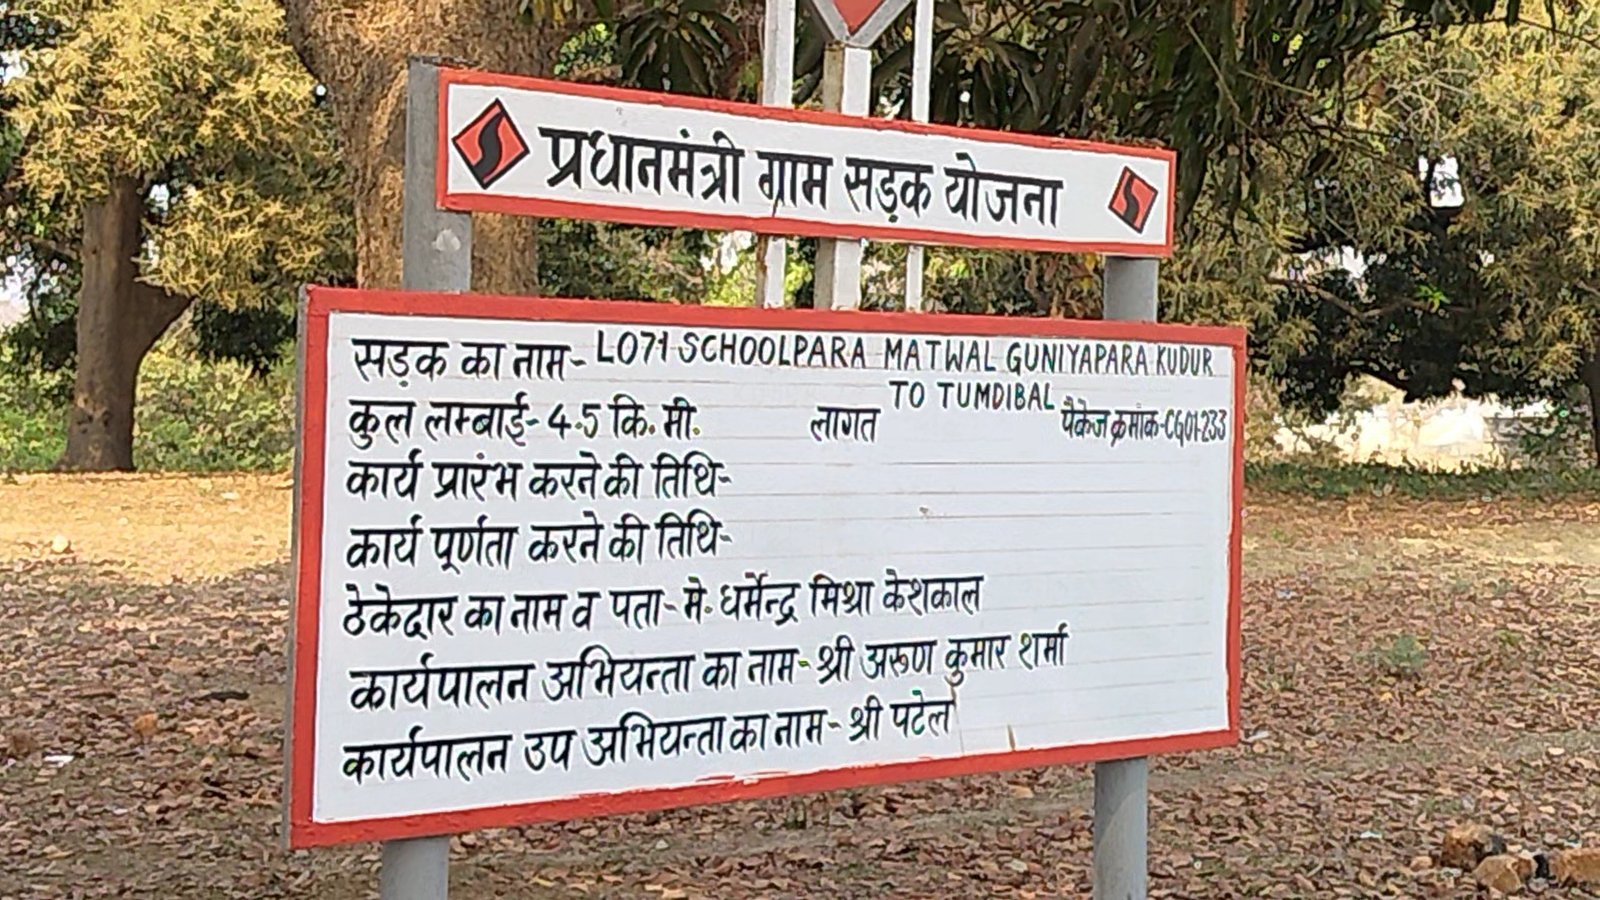 प्रधानमंत्री ग्राम सड़क योजना
सड़क का नाम- L071 SCHOOLPARA MATWAL GUNIYAPARA KUDUR
TO TUMDIBAL
कुल लम्बाई- 4.5 कि. मी. लागत पैकेज क्रमांक-CG01-233
कार्य प्रारंभ करने की तिथि-
कार्य पूर्णता करने की तिथि-
ठेकेदार का नाम व पता- मे. धर्मेन्द्र मिश्रा केशकाल
कार्यपालन अभियन्ता का नाम- श्री अरूण कुमार शर्मा
कार्यपालन उप अभियन्ता का नाम- श्री पटेल